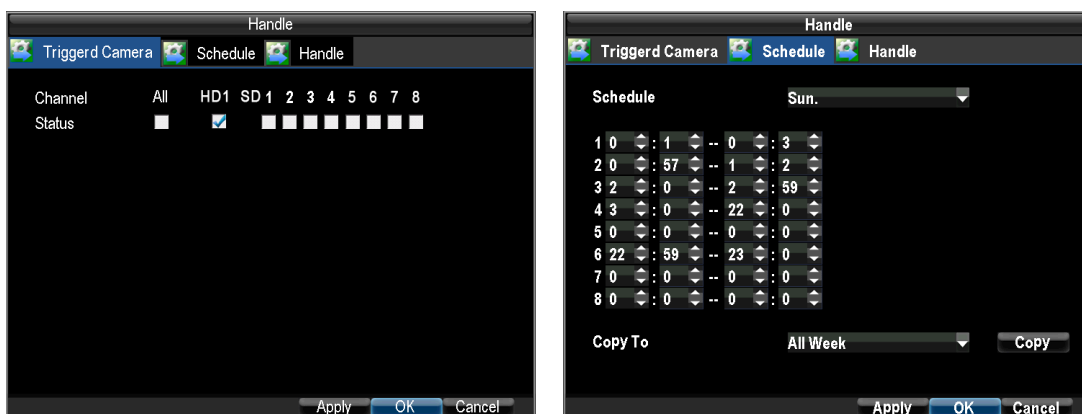 Handle
Triggerd Camera Schedule Handle
Channel All HD1 SD 1 2 3 4 5 6 7 8
Status
Apply OK Cancel
Handle
Triggerd Camera Schedule Handle
Schedule Sun.
1 0 : 1 -- 0 : 3
2 0 : 57 -- 1 : 2
3 2 : 0 -- 2 : 59
4 3 : 0 -- 22 : 0
5 0 : 0 -- 0 : 0
6 22 : 59 -- 23 : 0
7 0 : 0 -- 0 : 0
8 0 : 0 -- 0 : 0
Copy To All Week Copy
Apply OK Cancel